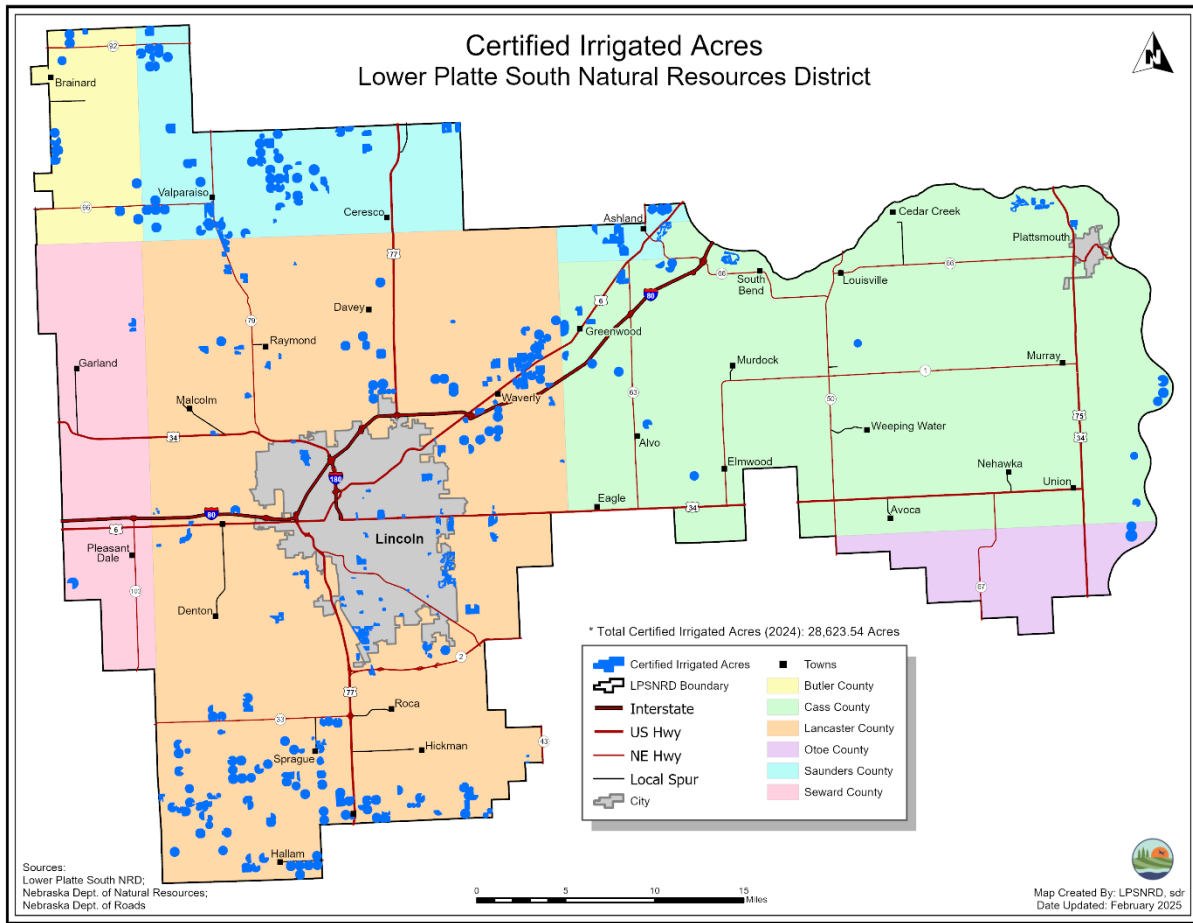 Certified Irrigated Acres
Lower Platte South Natural Resources District
N
92
Brainard
Valparaiso
66
Ceresco
77
Ashland
Cedar Creek
Plattsmouth
66
South
Bend
Louisville
66
80
6
Davey
79
Greenwood
Raymond
Garland
Murdock
Murray
1
63
50
Waverly
Malcolm
75
34
34
Weeping Water
Alvo
Elmwood
Nehawka
Union
180
Eagle
34
Avoca
80
6
Lincoln
Pleasant
Dale
103
67
Denton
2
77
Roca
33
Sprague
Hickman
43
Hallam
* Total Certified Irrigated Acres (2024): 28,623.54 Acres
Certified Irrigated Acres
LPSNRD Boundary
Interstate
US Hwy
NE Hwy
Local Spur
City
Towns
Butler County
Cass County
Lancaster County
Otoe County
Saunders County
Seward County
Sources:
Lower Platte South NRD;
Nebraska Dept. of Natural Resources;
Nebraska Dept. of Roads
0 5 10 15
Miles
Map Created By: LPSNRD, sdr
Date Updated: February 2025